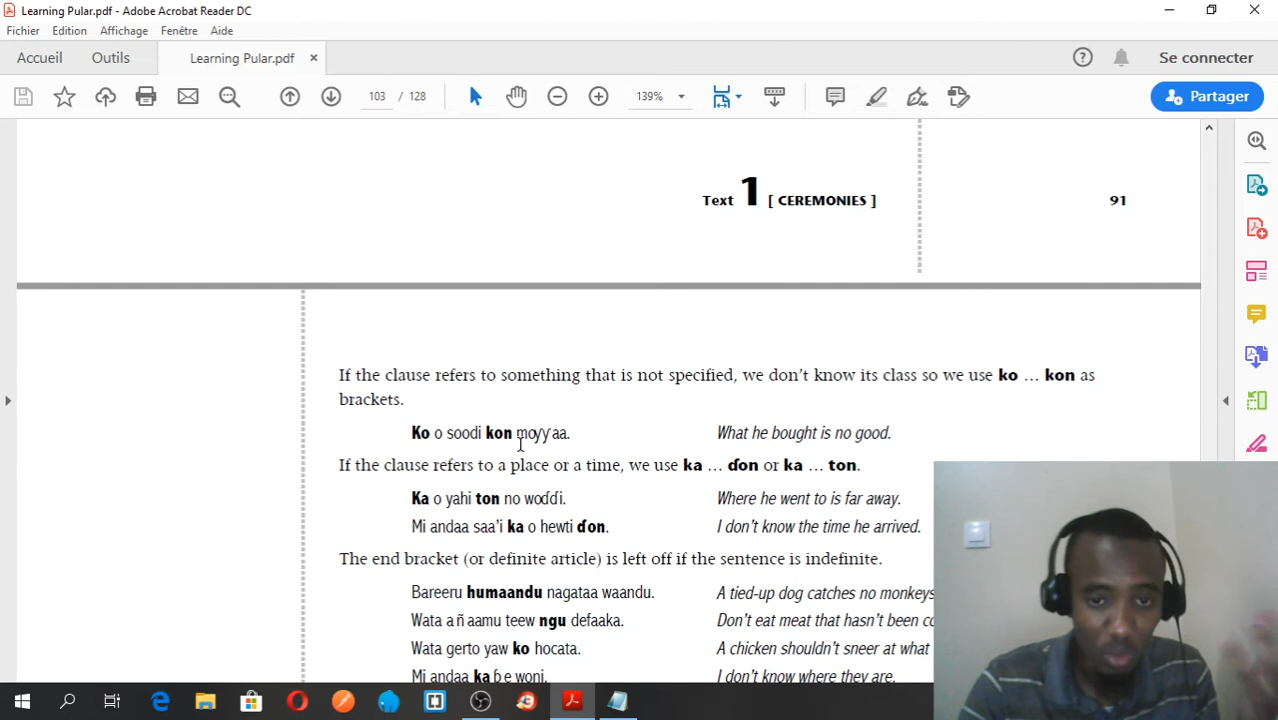 Learning Pular.pdf - Adobe Acrobat Reader DC
Fichier Edition Affichage Fenêtre Aide
Accueil Outils Learning Pular.pdf × Se connecter
103 / 128 139% Partager
Text 1 [ CEREMONIES ] 91
If the clause refers to something that is not specified, we don't know its class so we use ko ... kon as
brackets.
Ko o soodi kon moƴƴaa. What he bought is no good.
If the clause refers to a place or a time, we use ka ... ɗon or ka ... ton.
Ka o yahi ton no woɗɗi. Where he went to is far away.
Mi andaa saa'i ka o hewti ɗon. I don't know the time he arrived.
The end bracket (or definite article) is left off if the sentence is indefinite.
Bareeru humaandu nagataa waandu. A tied-up dog catches no monkeys
Wata a ñaamu teew ngu defaaka. Don't eat meat that hasn't been
Wata gerto yaw ko hocata. A chicken shouldn't sneer at what
Mi andaa ka ɓe woni. I don't know where they are.